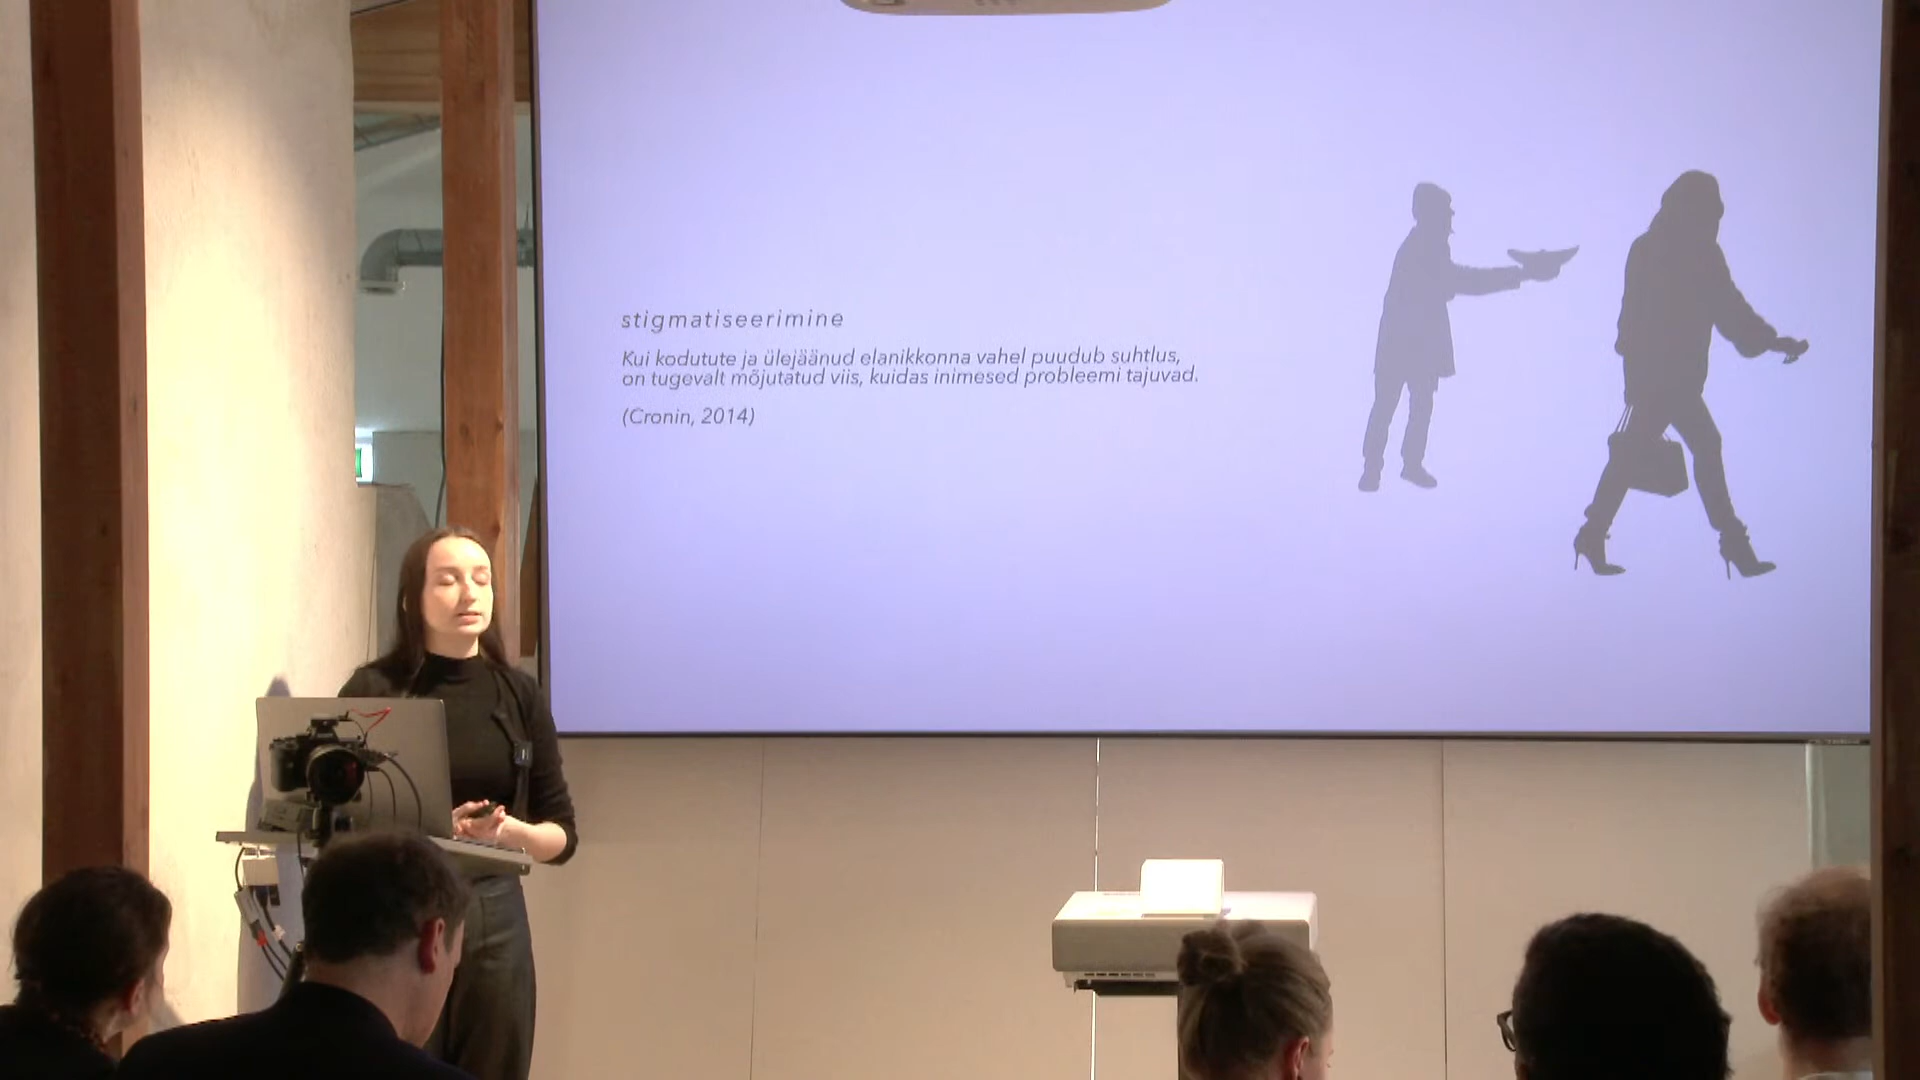 stigmatiseerimine
Kui kodutute ja ülejäänud elanikkonna vahel puudub suhtlus,
on tugevalt mõjutatud viis, kuidas inimesed probleemi tajuvad.
(Cronin, 2014)